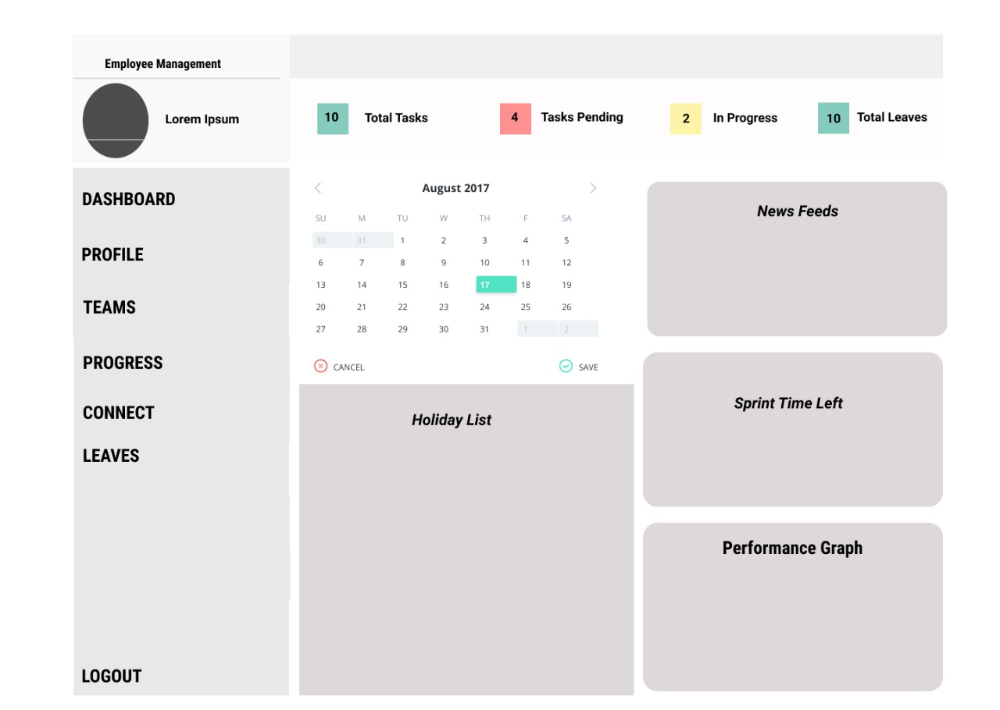 Employee Management
Lorem Ipsum
10 Total Tasks
4 Tasks Pending
2 In Progress
10 Total Leaves
DASHBOARD
PROFILE
TEAMS
PROGRESS
CONNECT
LEAVES
LOGOUT
August 2017
SU M TU W TH F SA
30 31 1 2 3 4 5
6 7 8 9 10 11 12
13 14 15 16 17 18 19
20 21 22 23 24 25 26
27 28 29 30 31 1 2
CANCEL SAVE
Holiday List
News Feeds
Sprint Time Left
Performance Graph